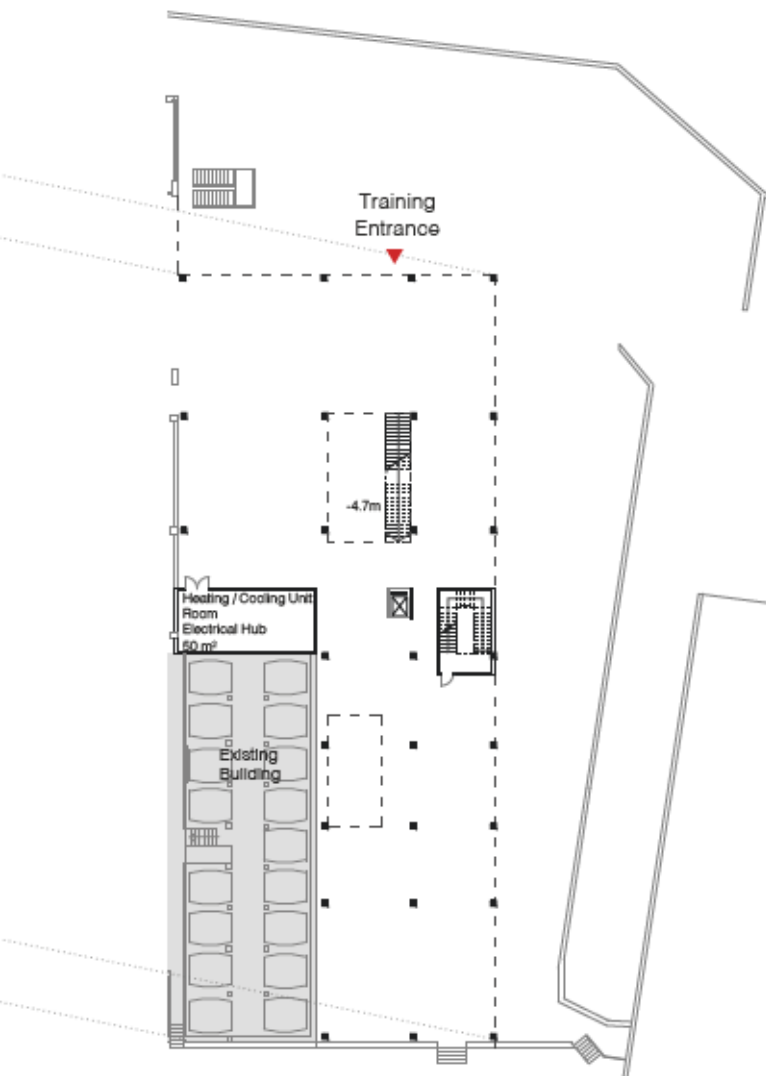 Training
Entrance
-4.7m
Heating / Cooling Unit
Room
Electrical Hub
50 m²
Existing
Building